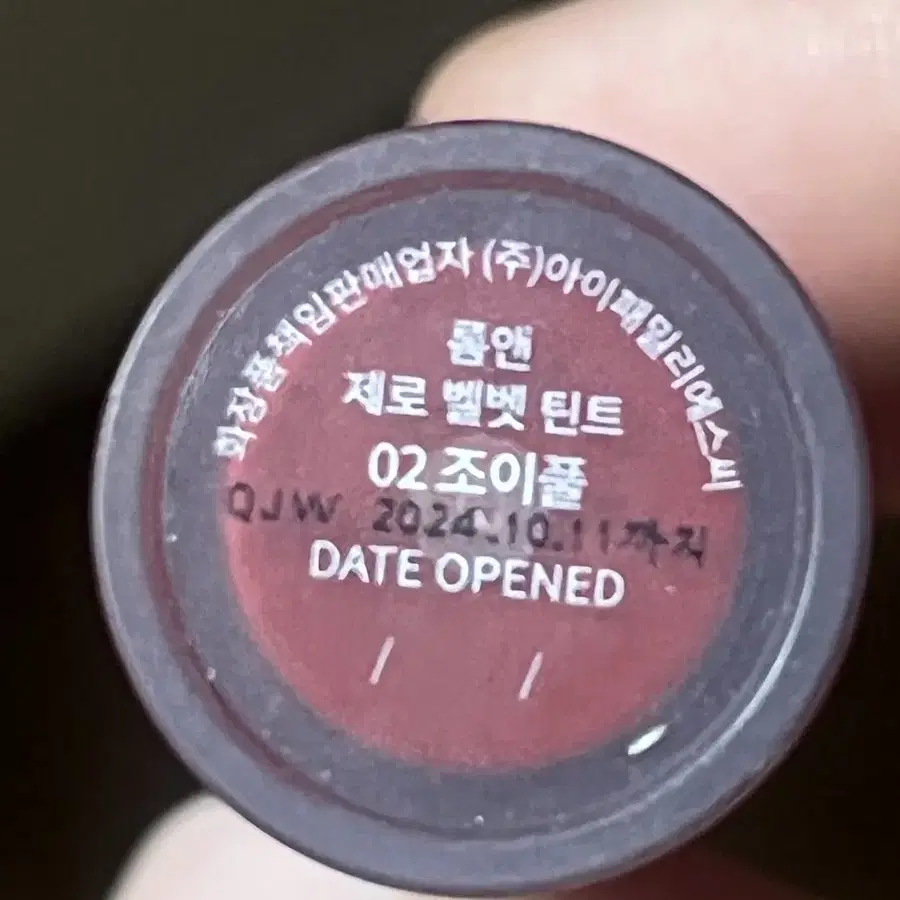 화장품책임판매업자 (주)아이패밀리에스씨
롬앤
제로 벨벳 틴트
02 조이풀
QJW 2024.10.11까지
DATE OPENED
/ /